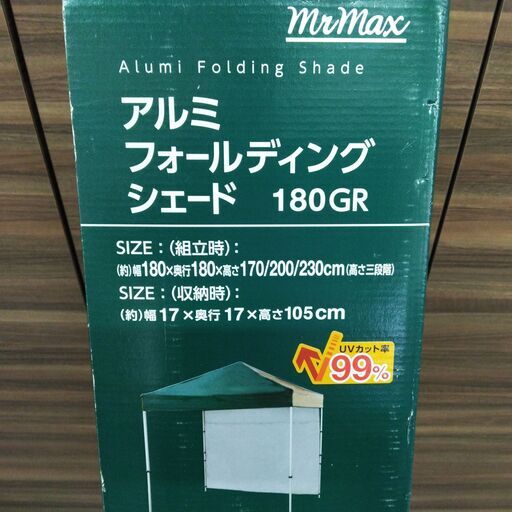 MrMax
Alumi Folding Shade
アルミ
フォールディング
シェード 180GR
SIZE：（組立時）：
（約）幅180×奥行180×高さ170/200/230cm（高さ三段階）
SIZE：（収納時）：
（約）幅17×奥行17×高さ105cm
UVカット率
99%